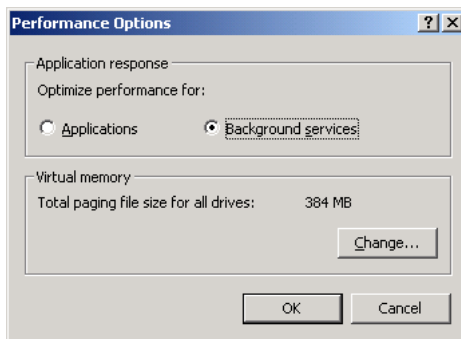 Performance Options
Application response
Optimize performance for:
Applications Background services
Virtual memory
Total paging file size for all drives: 384 MB
Change...
OK Cancel